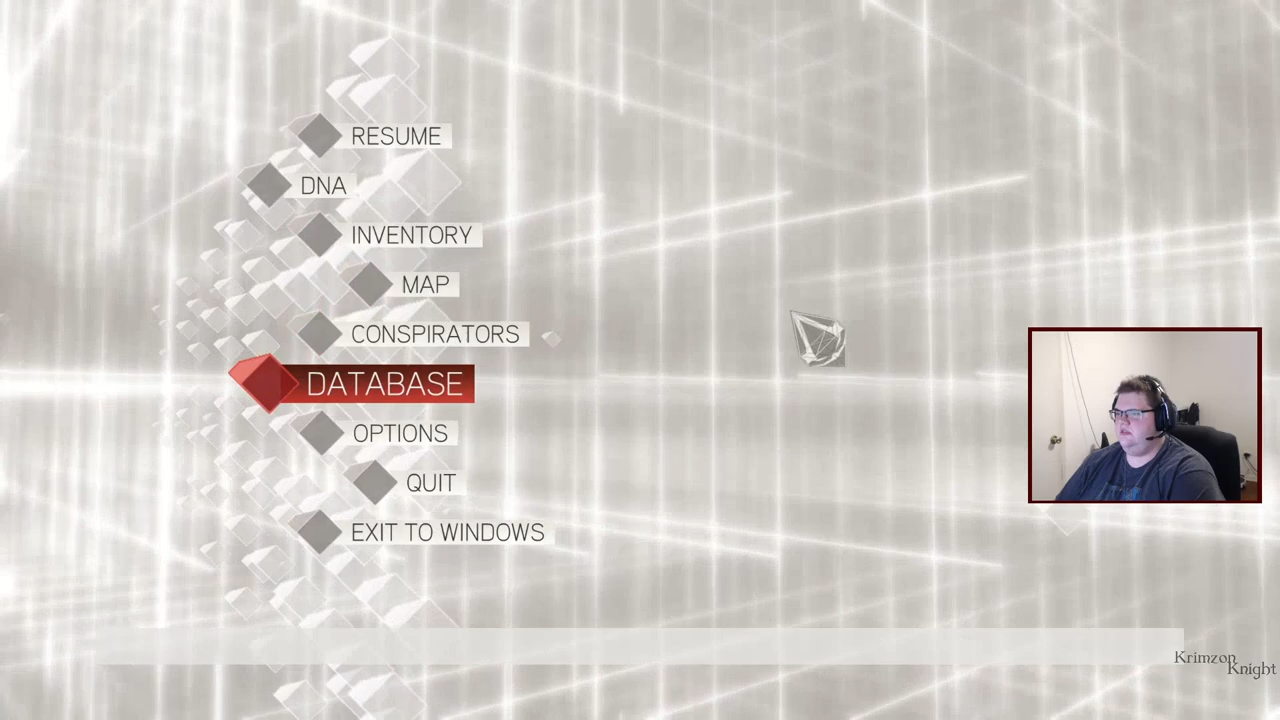 RESUME
DNA
INVENTORY
MAP
CONSPIRATORS
DATABASE
OPTIONS
QUIT
EXIT TO WINDOWS
Krimzon
Knight